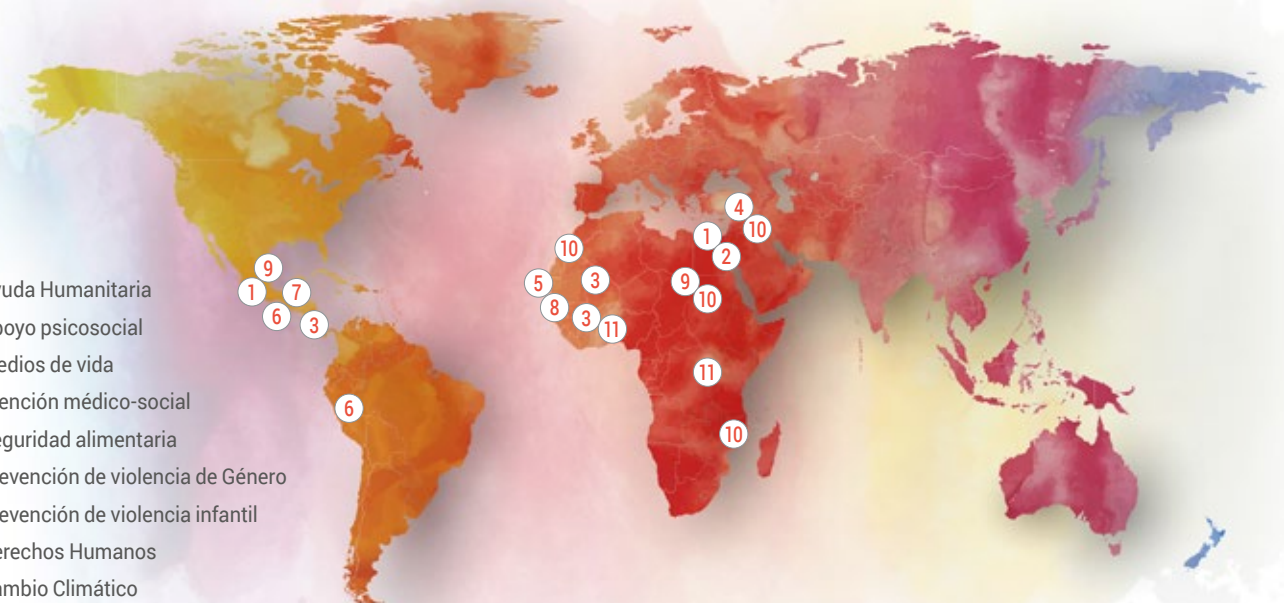 4
1
10
10
2
9
5
3
9
1
7
10
yuda Humanitaria
8
6
3
3
11
poyo psicosocial
edios de vida
11
ención médico-social
6
10
eguridad alimentaria
evención de violencia de Género
evención de violencia infantil
erechos Humanos
ambio Climático